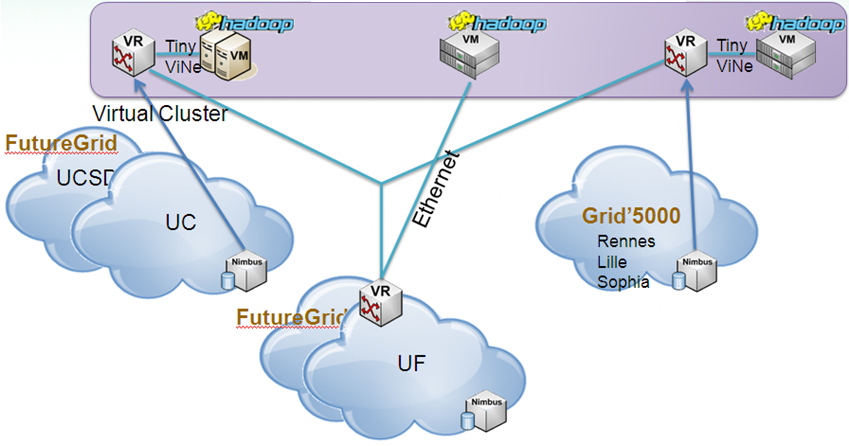 hadoop
hadoop
hadoop
VR
Tiny
ViNe
VM
VM
VR
Tiny
ViNe
VM
Virtual Cluster
FutureGrid
UCSD
UC
Nimbus
Ethernet
Grid'5000
Rennes
Lille
Sophia
Nimbus
FutureGrid
VR
UF
Nimbus